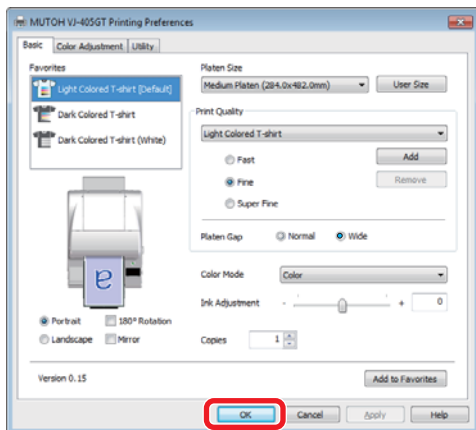 MUTOH VJ-405GT Printing Preferences
Basic Color Adjustment Utility
Favorites
Light Colored T-shirt [Default]
Dark Colored T-shirt
Dark Colored T-shirt (White)
a
Portrait 180° Rotation
Landscape Mirror
Platen Size
Medium Platen (284.0x482.0mm) User Size
Print Quality
Light Colored T-shirt
Fast Add
Fine Remove
Super Fine
Platen Gap Normal Wide
Color Mode Color
Ink Adjustment - + 0
Copies 1
Version 0.15 Add to Favorites
OK Cancel Apply Help